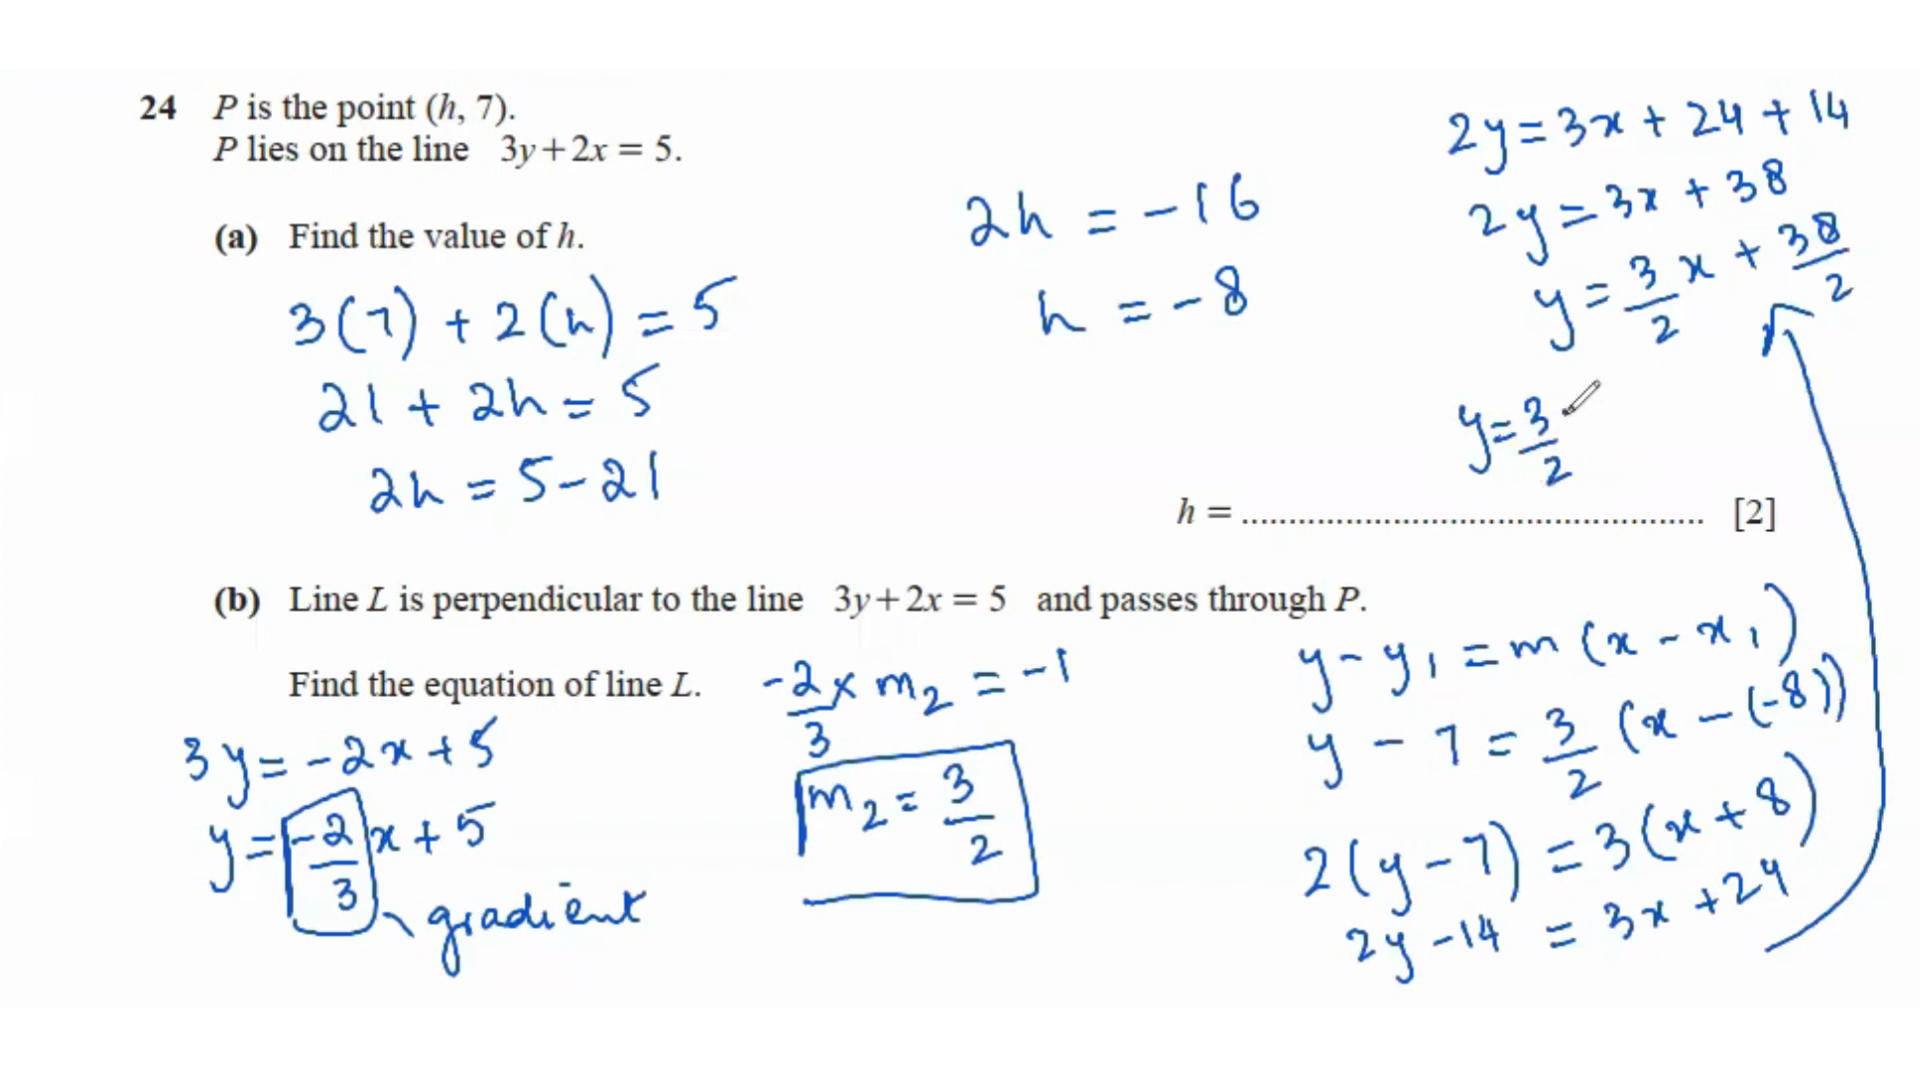 24 P is the point (h, 7).
P lies on the line 3y+2x = 5.
(a) Find the value of h.
3(7) + 2(h) = 5
21 + 2h = 5
2h = 5-21
2h = -16
h = -8
2y = 3x + 24 + 14
2y = 3x + 38
y = 3/2 x + 38/2
y = 3/2
h = .......... [2]
(b) Line L is perpendicular to the line 3y+2x = 5 and passes through P.
Find the equation of line L.
3y = -2x + 5
y = -2/3 x + 5
gradient
-2/3 x m₂ = -1
m₂ = 3/2
y - y₁ = m (x - x₁)
y - 7 = 3/2 (x - (-8))
2(y - 7) = 3(x + 8)
2y - 14 = 3x + 24